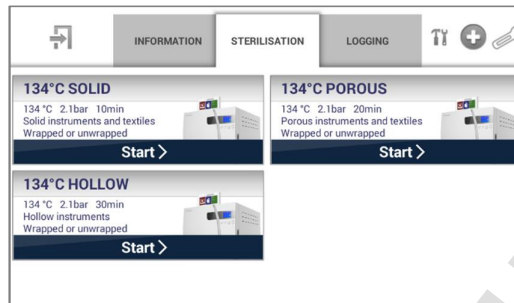 INFORMATION
STERILISATION
LOGGING
134°C SOLID
134 °C 2.1bar 10min
Solid instruments and textiles
Wrapped or unwrapped
Start >
134°C POROUS
134 °C 2.1bar 20min
Porous instruments and textiles
Wrapped or unwrapped
Start >
134°C HOLLOW
134 °C 2.1bar 30min
Hollow instruments
Wrapped or unwrapped
Start >